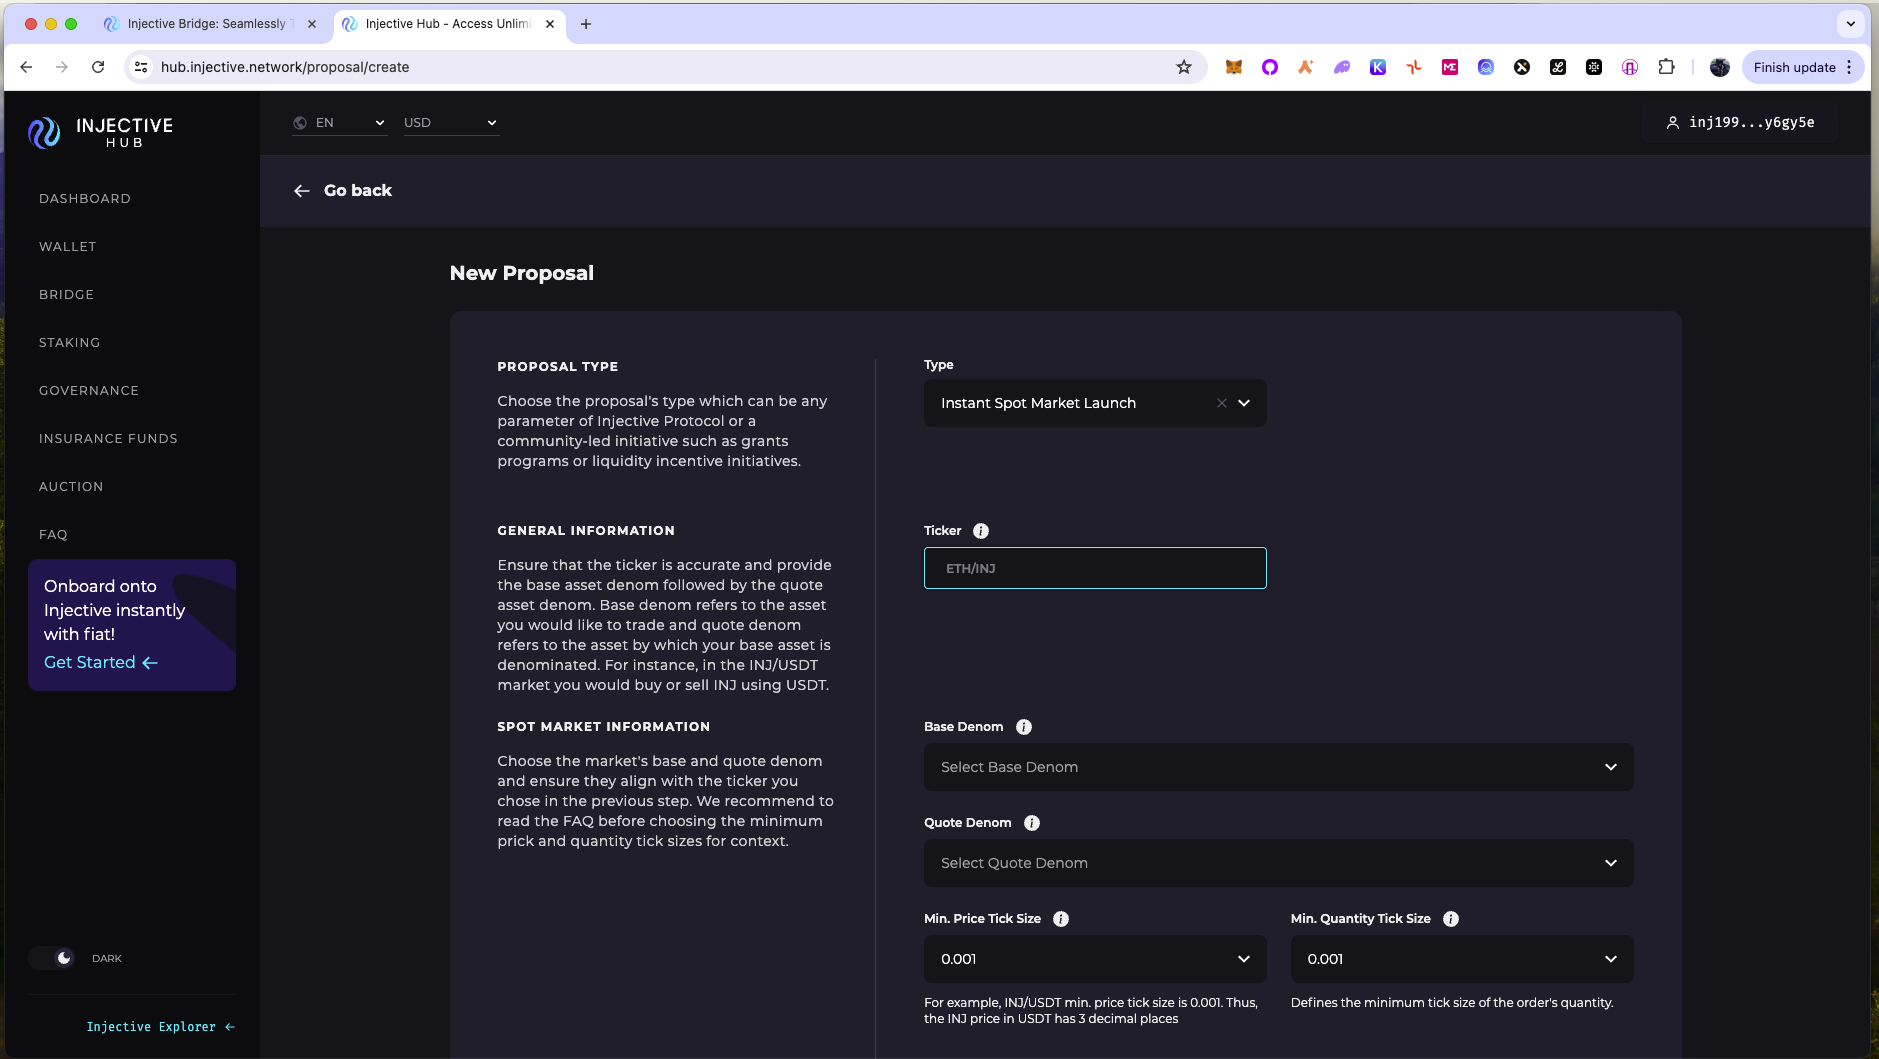 Injective Bridge: Seamlessly T
Injective Hub - Access Unlimi
hub.injective.network/proposal/create
Finish update
INJECTIVE
HUB
EN
USD
inj199...y6gy5e
DASHBOARD
WALLET
BRIDGE
STAKING
GOVERNANCE
INSURANCE FUNDS
AUCTION
FAQ
Onboard onto
Injective instantly
with fiat!
Get Started
DARK
Injective Explorer
Go back
New Proposal
PROPOSAL TYPE
Choose the proposal's type which can be any
parameter of Injective Protocol or a
community-led initiative such as grants
programs or liquidity incentive initiatives.
Type
Instant Spot Market Launch
GENERAL INFORMATION
Ensure that the ticker is accurate and provide
the base asset denom followed by the quote
asset denom. Base denom refers to the asset
you would like to trade and quote denom
refers to the asset by which your base asset is
denominated. For instance, in the INJ/USDT
market you would buy or sell INJ using USDT.
Ticker
ETH/INJ
SPOT MARKET INFORMATION
Choose the market's base and quote denom
and ensure they align with the ticker you
chose in the previous step. We recommend to
read the FAQ before choosing the minimum
prick and quantity tick sizes for context.
Base Denom
Select Base Denom
Quote Denom
Select Quote Denom
Min. Price Tick Size
0.001
For example, INJ/USDT min. price tick size is 0.001. Thus,
the INJ price in USDT has 3 decimal places
Min. Quantity Tick Size
0.001
Defines the minimum tick size of the order's quantity.